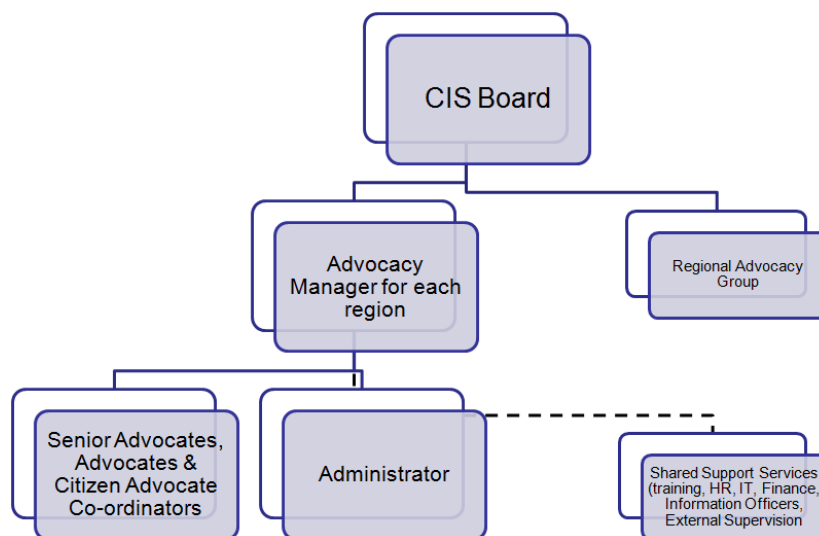 CIS Board
Advocacy
Manager for each
region
Regional Advocacy
Group
Senior Advocates,
Advocates &
Citizen Advocate
Co-ordinators
Administrator
Shared Support Services
(training, HR, IT, Finance,
Information Officers,
External Supervision